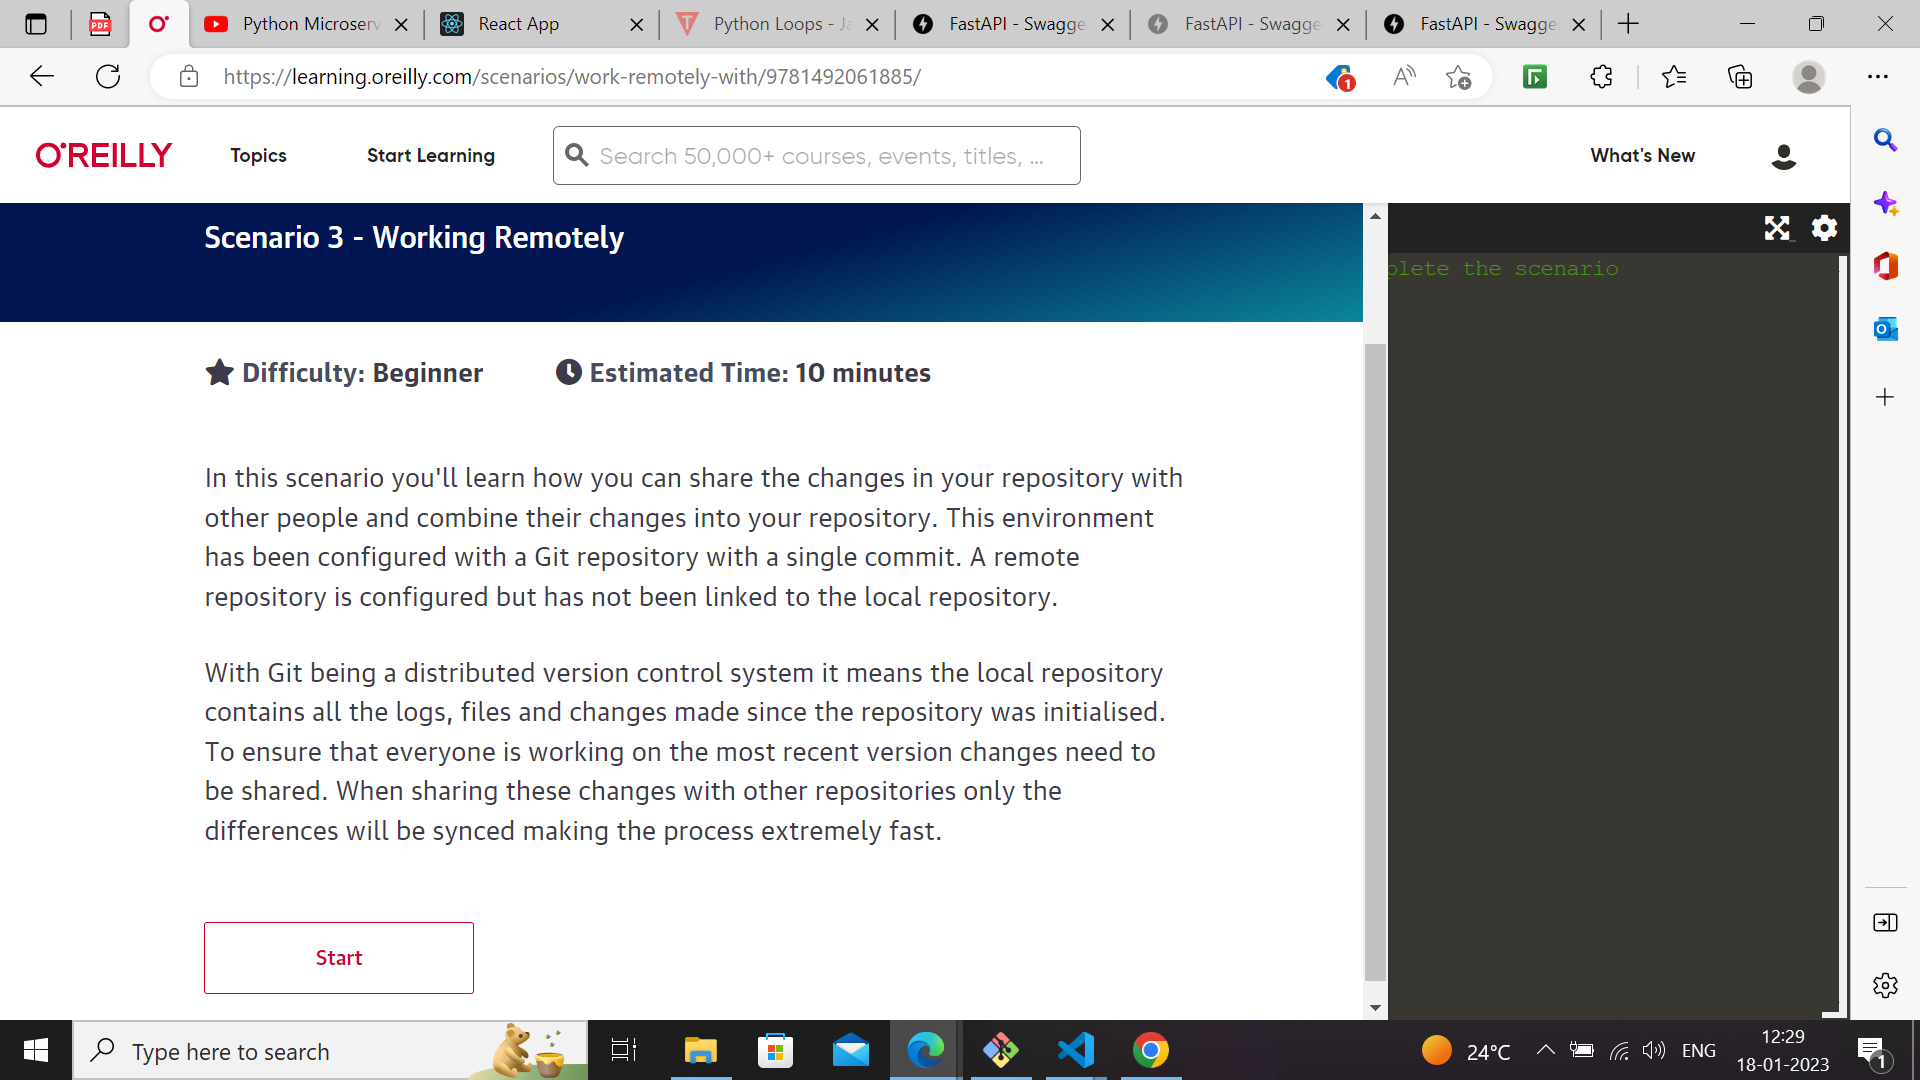 PDF
Python Microserv
React App
Python Loops - Ja
FastAPI - Swagge
FastAPI - Swagge
FastAPI - Swagge
https://learning.oreilly.com/scenarios/work-remotely-with/9781492061885/
1
O'REILLY
Topics
Start Learning
Search 50,000+ courses, events, titles, ...
What's New
Scenario 3 - Working Remotely
plete the scenario
Difficulty: Beginner
Estimated Time: 10 minutes
In this scenario you'll learn how you can share the changes in your repository with
other people and combine their changes into your repository. This environment
has been configured with a Git repository with a single commit. A remote
repository is configured but has not been linked to the local repository.
With Git being a distributed version control system it means the local repository
contains all the logs, files and changes made since the repository was initialised.
To ensure that everyone is working on the most recent version changes need to
be shared. When sharing these changes with other repositories only the
differences will be synced making the process extremely fast.
Start
Type here to search
24°C
ENG
12:29
18-01-2023
1